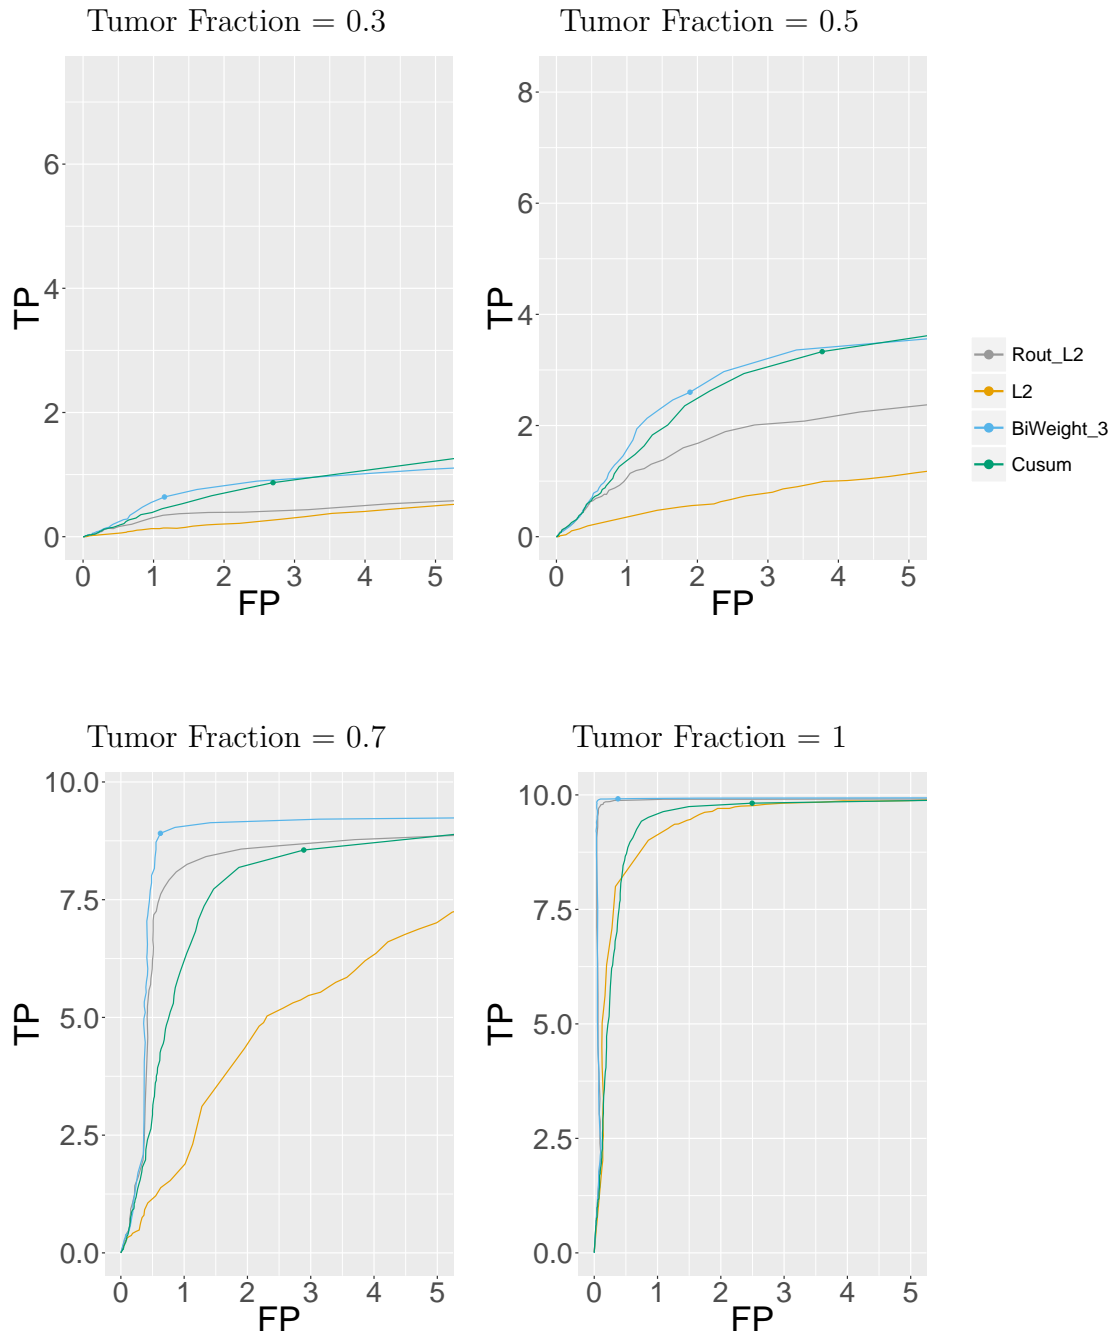 Tumor Fraction = 0.3
6
4
2
0
TP
0 1 2 3 4 5
FP
Tumor Fraction = 0.5
8
6
4
2
0
TP
0 1 2 3 4 5
FP
Rout_L2
L2
BiWeight_3
Cusum
Tumor Fraction = 0.7
10.0
7.5
5.0
2.5
0.0
TP
0 1 2 3 4 5
FP
Tumor Fraction = 1
10.0
7.5
5.0
2.5
0.0
TP
0 1 2 3 4 5
FP